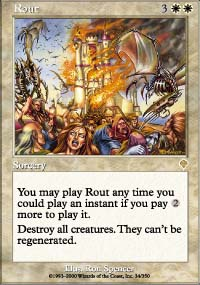 Rout 3
Sorcery
You may play Rout any time you
could play an instant if you pay 2
more to play it.
Destroy all creatures. They can't be
regenerated.
Illus. Ron Spencer
©1993-2000 Wizards of the Coast, Inc. 34/350